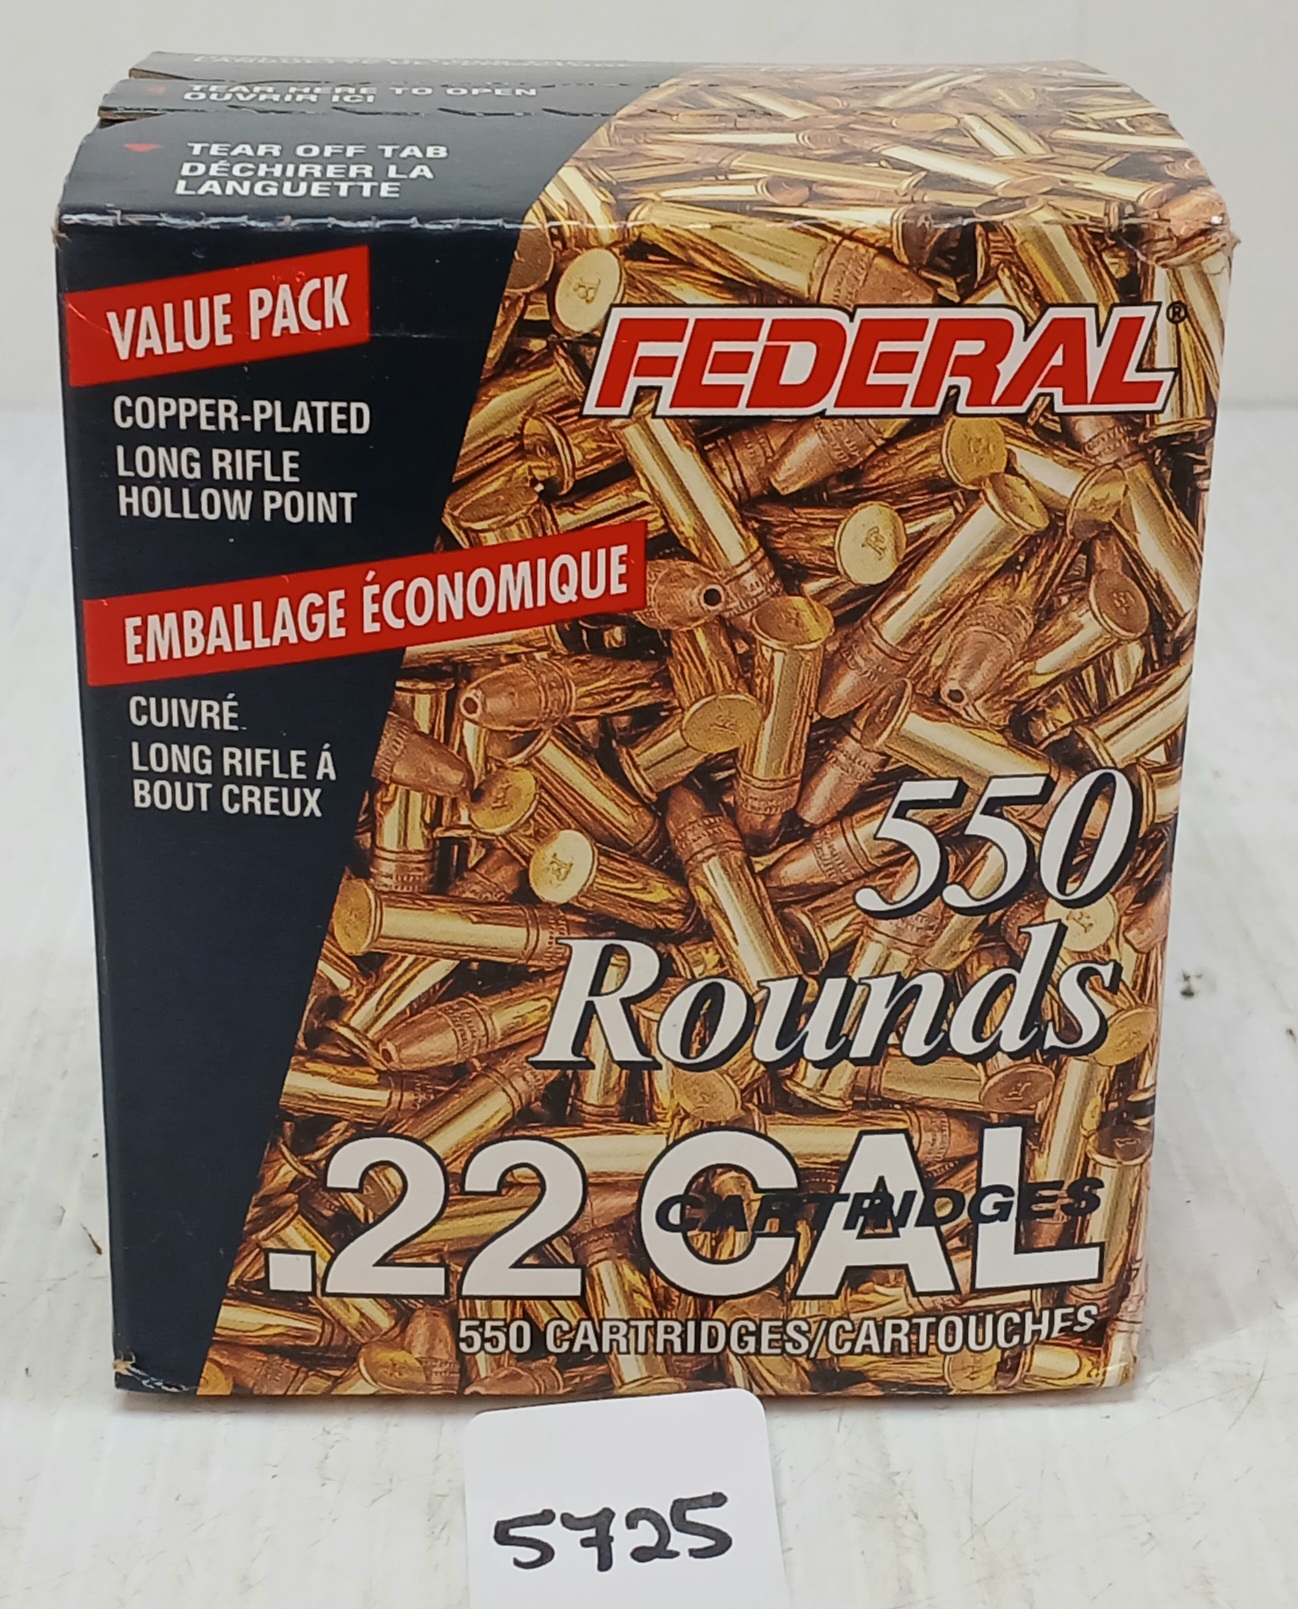 TEAR HERE TO OPEN
OUVRIR ICI
TEAR OFF TAB
DÉCHIRER LA
LANGUETTE
VALUE PACK
COPPER-PLATED
LONG RIFLE
HOLLOW POINT
EMBALLAGE ÉCONOMIQUE
CUIVRÉ
LONG RIFLE Á
BOUT CREUX
FEDERAL®
550
Rounds
.22 CAL
CARTRIDGES
550 CARTRIDGES/CARTOUCHES
5725